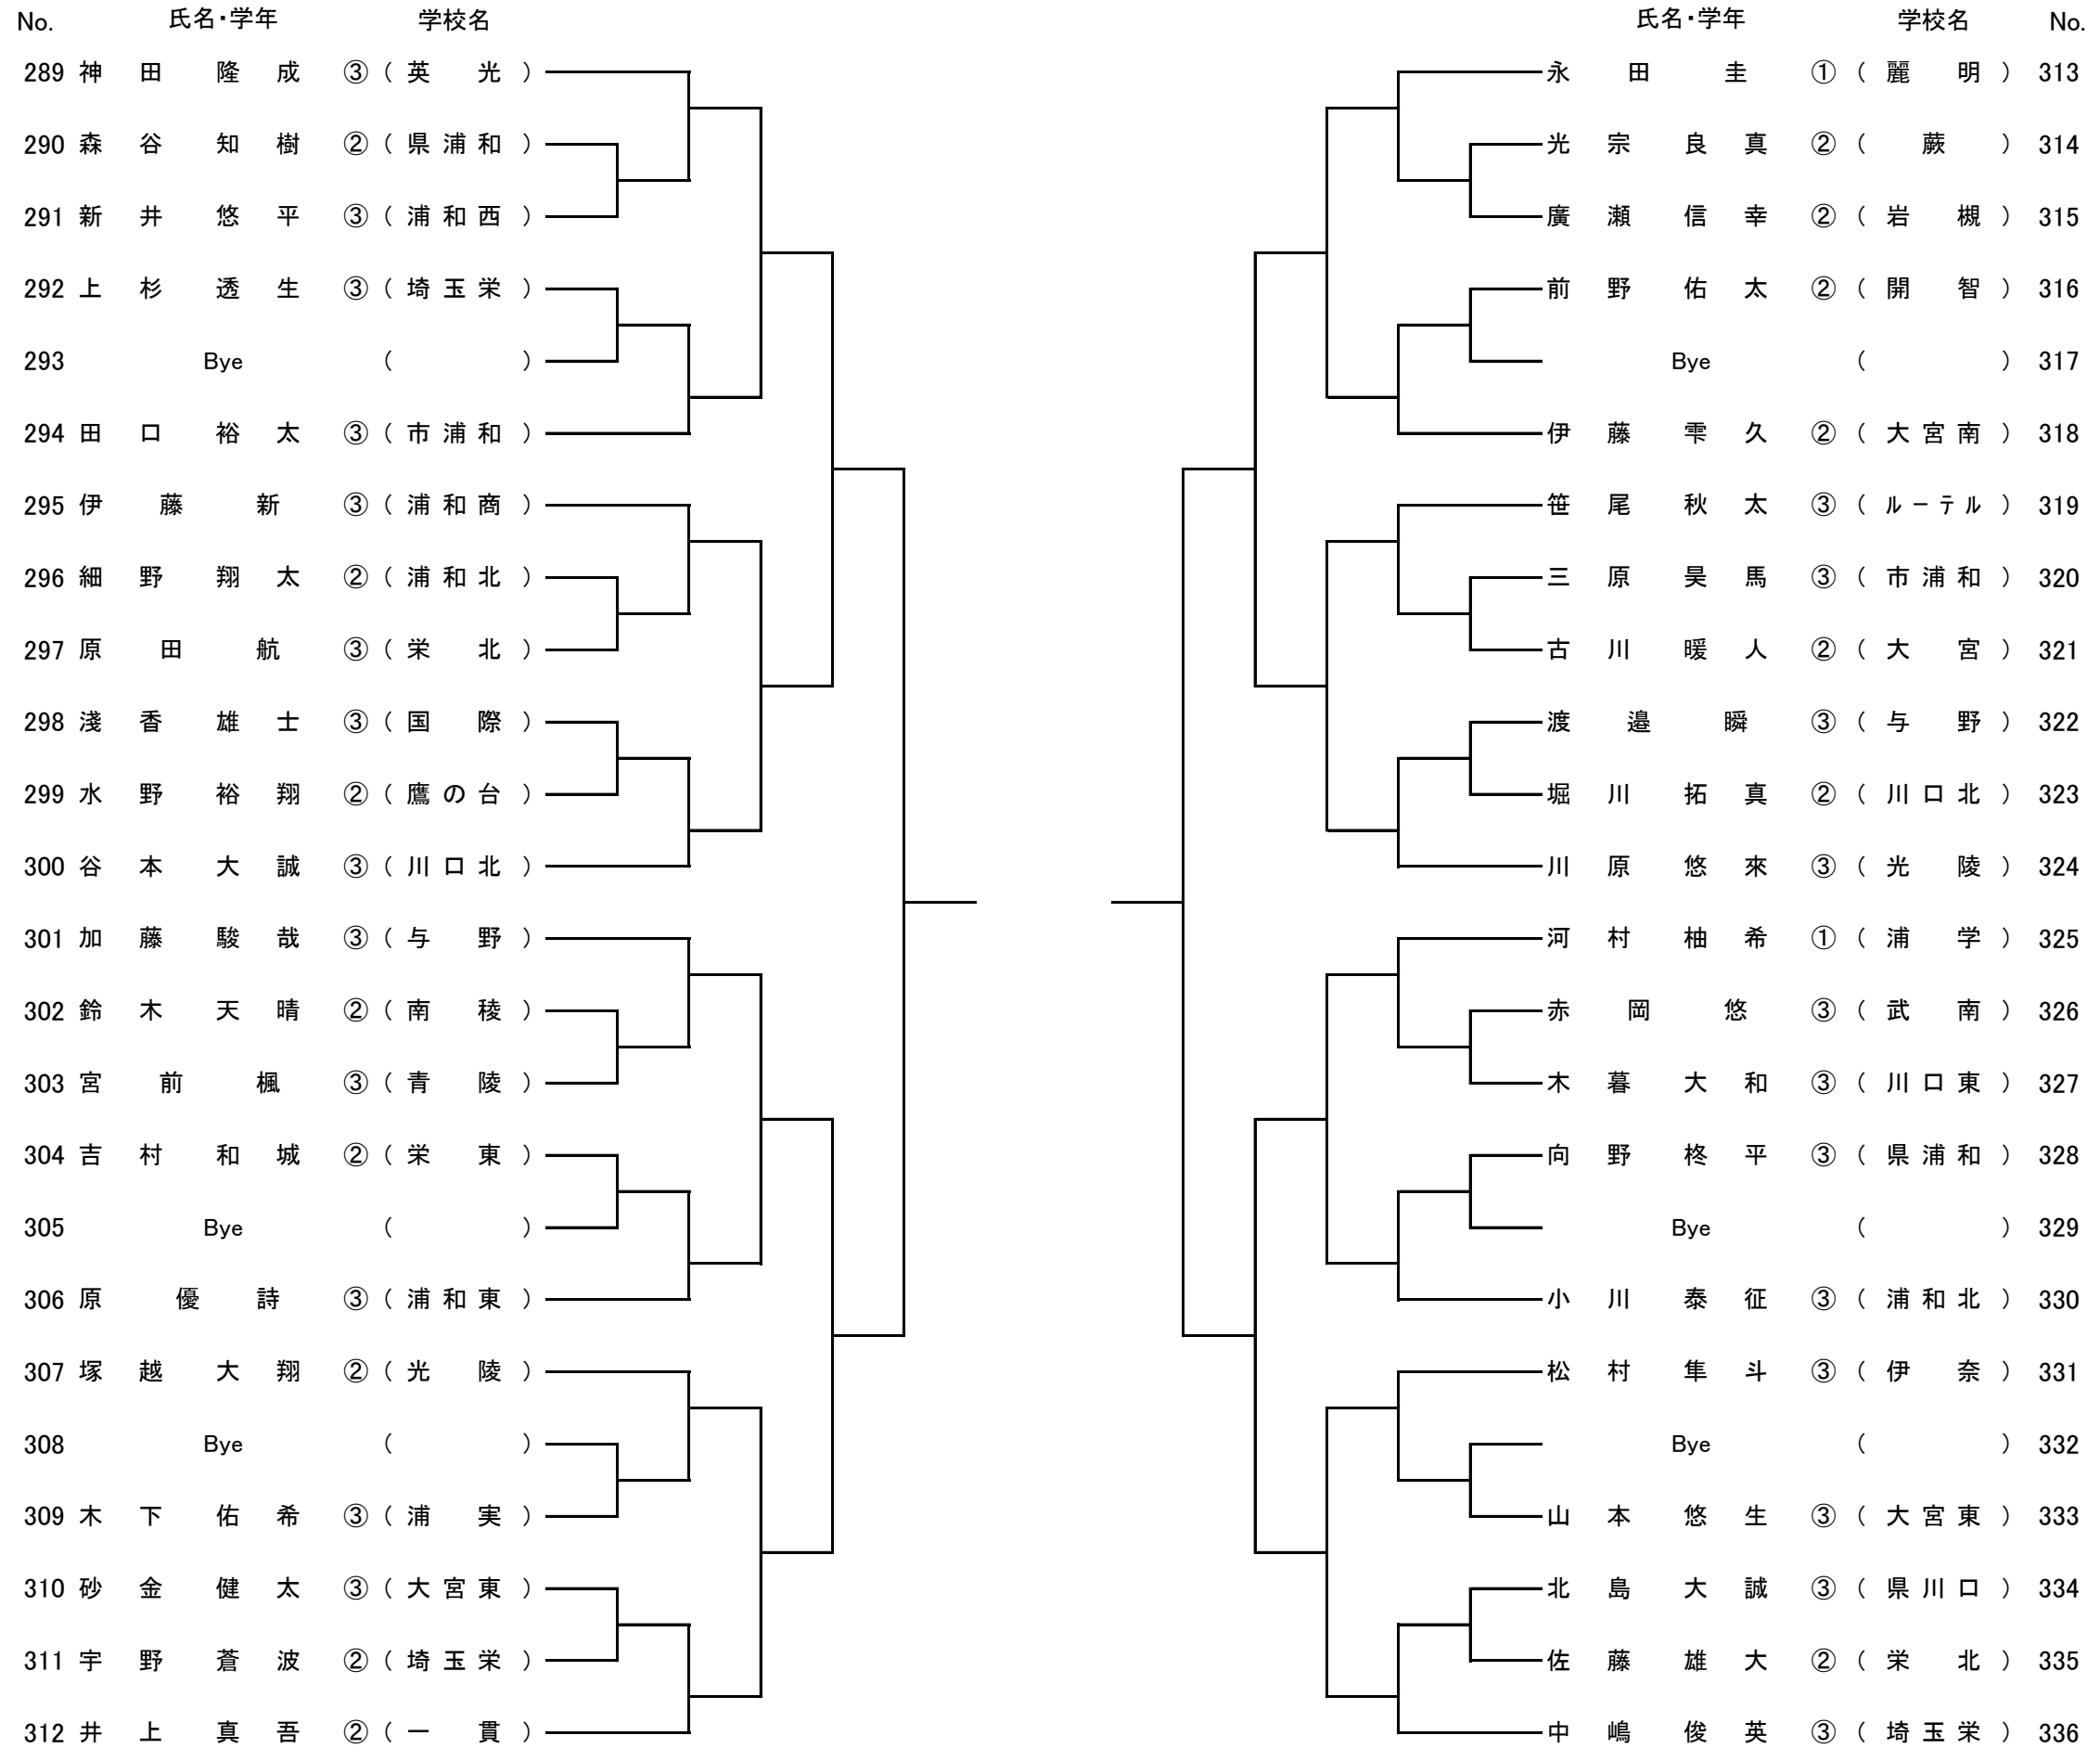 No. 氏名・学年 学校名
289 神田 隆成 ③ (英光)
290 森谷 知樹 ② (県浦和)
291 新井 悠平 ③ (浦和西)
292 上杉 透生 ③ (埼玉栄)
293 Bye ( )
294 田口 裕太 ③ (市浦和)
295 伊藤 新 ③ (浦和商)
296 細野 翔太 ② (浦和北)
297 原田 航 ③ (栄北)
298 淺香 雄士 ③ (国際)
299 水野 裕翔 ② (鷹の台)
300 谷本 大誠 ③ (川口北)
301 加藤 駿哉 ③ (与野)
302 鈴木 天晴 ② (南稜)
303 宮前 楓 ③ (青陵)
304 吉村 和城 ② (栄東)
305 Bye ( )
306 原 優詩 ③ (浦和東)
307 塚越 大翔 ② (光陵)
308 Bye ( )
309 木下 佑希 ③ (浦実)
310 砂金 健太 ③ (大宮東)
311 宇野 蒼波 ② (埼玉栄)
312 井上 真吾 ② (一貫)
氏名・学年 学校名 No.
永田 圭 ① (麗明) 313
光宗 良真 ② (蕨) 314
廣瀬 信幸 ② (岩槻) 315
前野 佑太 ② (開智) 316
Bye ( ) 317
伊藤 雫久 ② (大宮南) 318
笹尾 秋太 ③ (ルーテル) 319
三原 昊馬 ③ (市浦和) 320
古川 暖人 ② (大宮) 321
渡邉 瞬 ③ (与野) 322
堀川 拓真 ② (川口北) 323
川原 悠來 ③ (光陵) 324
河村 柚希 ① (浦学) 325
赤岡 悠 ③ (武南) 326
木暮 大和 ③ (川口東) 327
向野 柊平 ③ (県浦和) 328
Bye ( ) 329
小川 泰征 ③ (浦和北) 330
松村 隼斗 ③ (伊奈) 331
Bye ( ) 332
山本 悠生 ③ (大宮東) 333
北島 大誠 ③ (県川口) 334
佐藤 雄大 ② (栄北) 335
中嶋 俊英 ③ (埼玉栄) 336